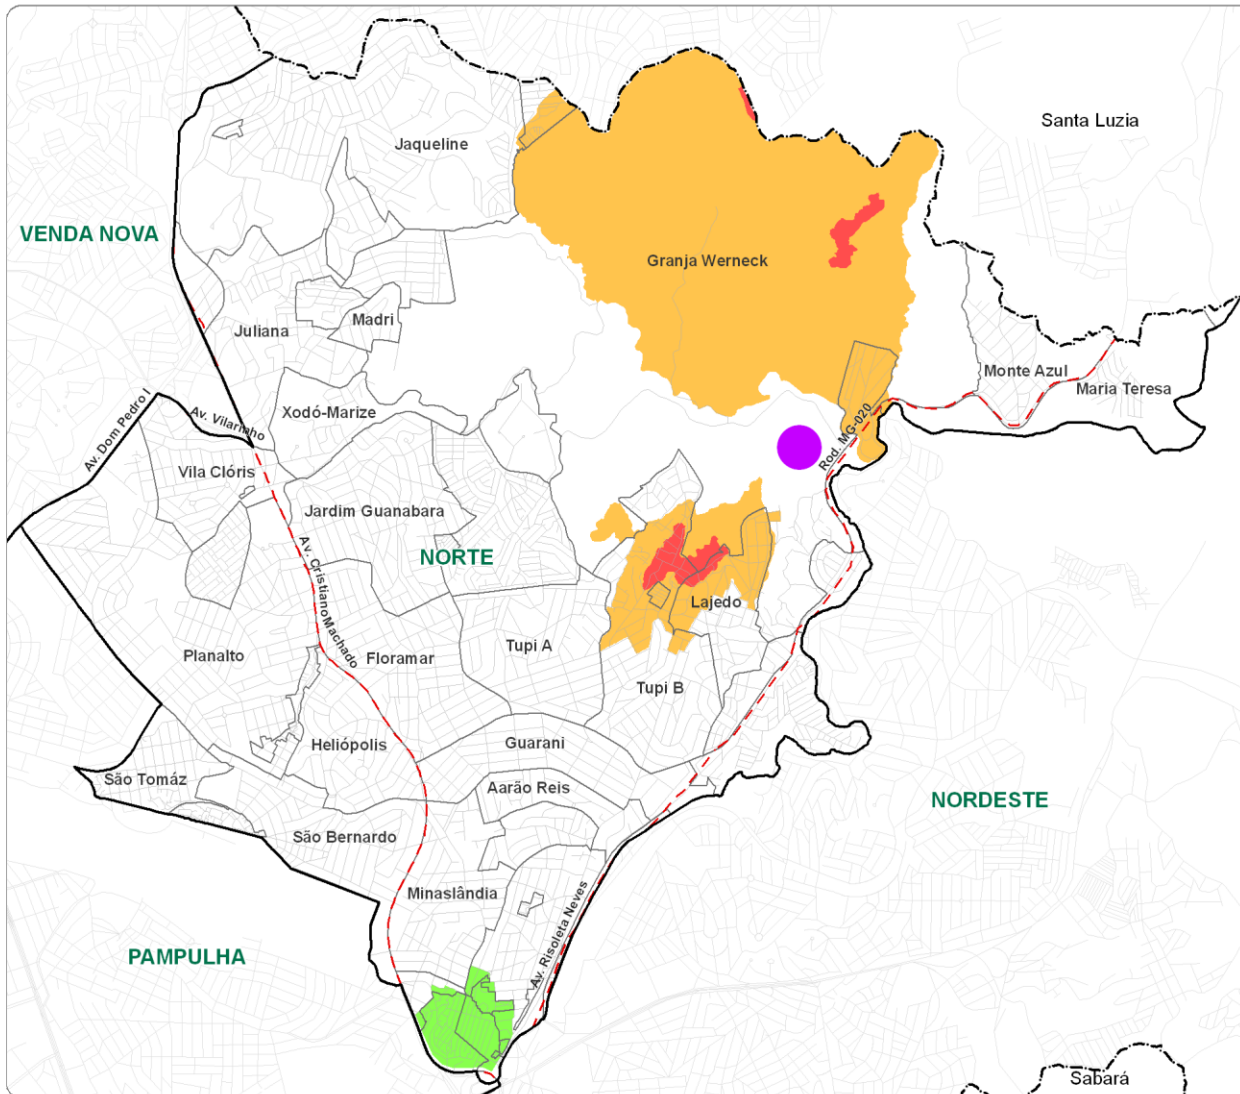 Santa Luzia
Jaqueline
VENDA NOVA
Granja Werneck
Madri
Juliana
Monte Azul
Maria Teresa
Av. Dom Pedro I
Av. Vilarinho
Xodó-Marize
Rod. MG-020
Vila Clóris
Jardim Guanabara
NORTE
Av. Cristiano Machado
Lajedo
Planalto
Floramar
Tupi A
Tupi B
Heliópolis
Guarani
São Tomáz
Aarão Reis
NORDESTE
São Bernardo
Minaslândia
Av. Risoleta Neves
PAMPULHA
Sabará